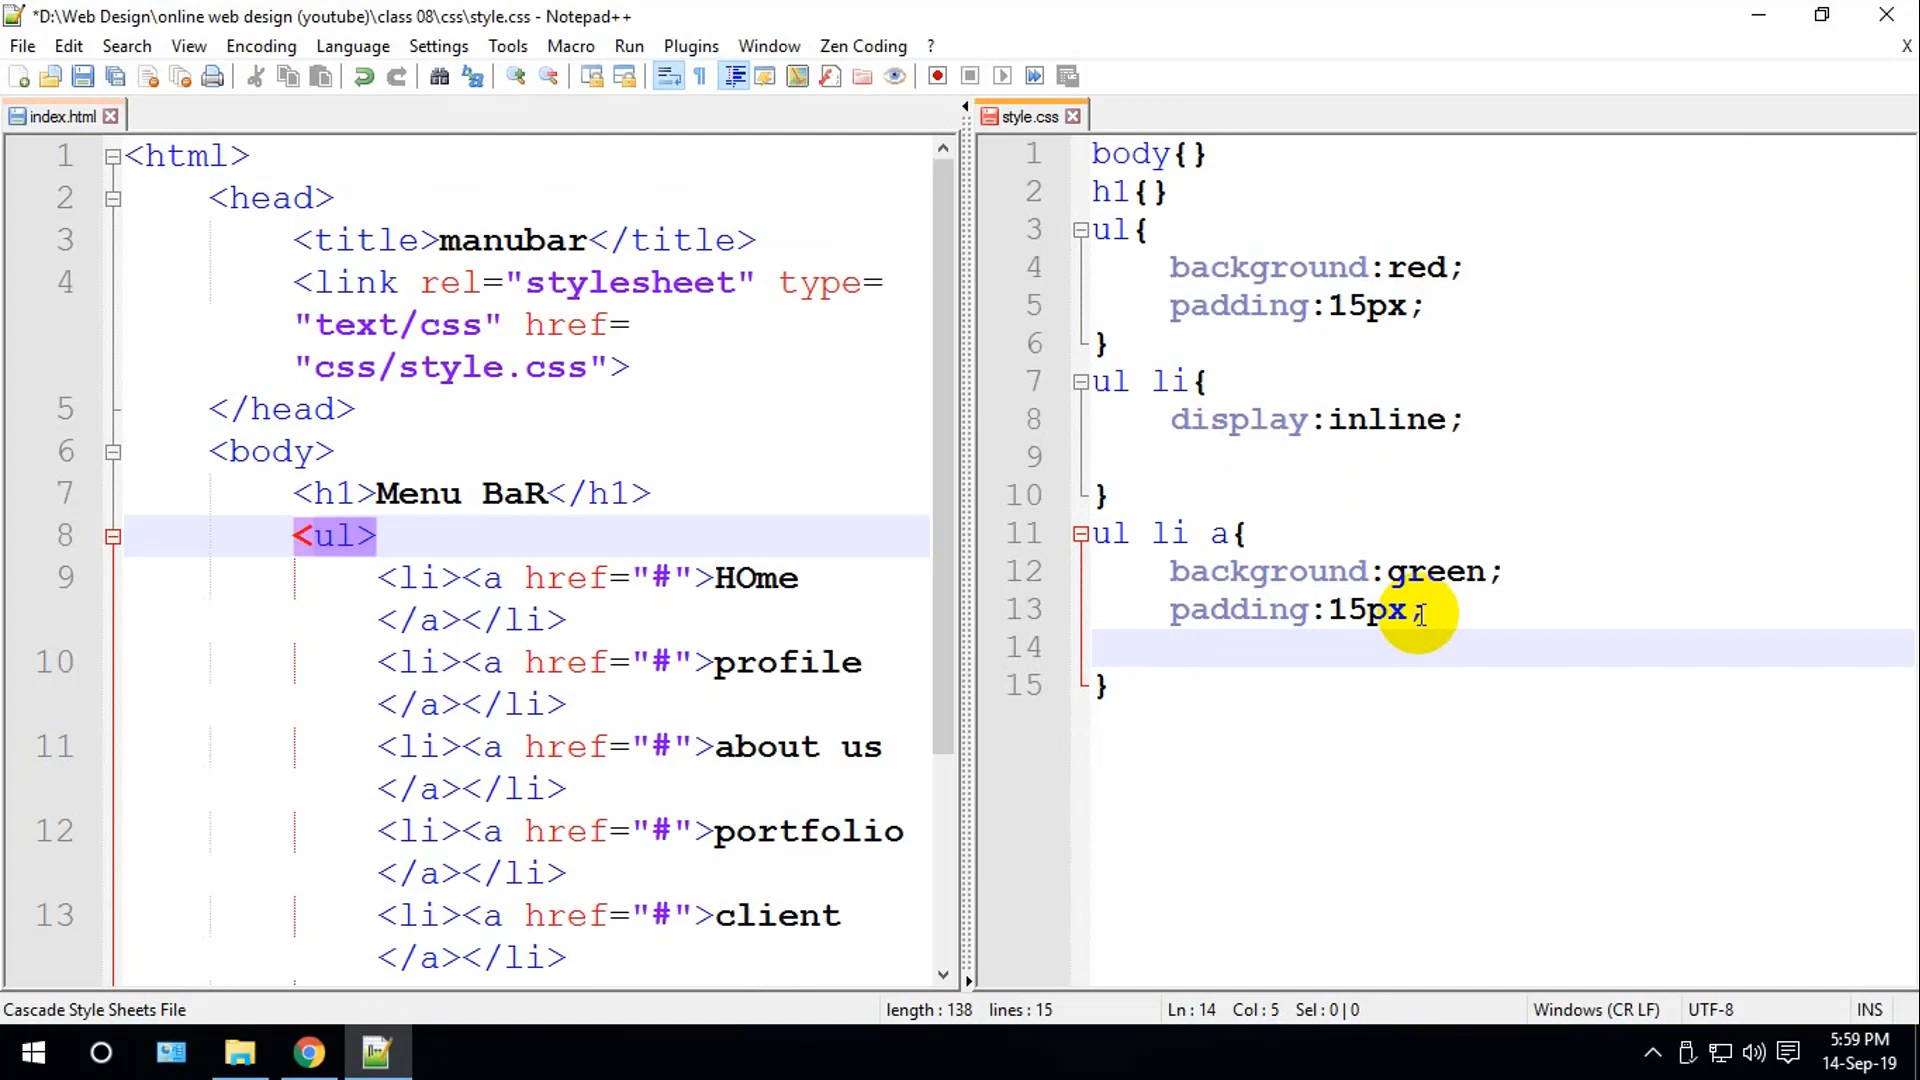 *D:\Web Design\online web design (youtube)\class 08\css\style.css - Notepad++
File Edit Search View Encoding Language Settings Tools Macro Run Plugins Window Zen Coding ? X
index.html
1 <html>
2 <head>
3 <title>manubar</title>
4 <link rel="stylesheet" type=
"text/css" href=
"css/style.css">
5 </head>
6 <body>
7 <h1>Menu BaR</h1>
8 <ul>
9 <li><a href="#">HOme
</a></li>
10 <li><a href="#">profile
</a></li>
11 <li><a href="#">about us
</a></li>
12 <li><a href="#">portfolio
</a></li>
13 <li><a href="#">client
</a></li>
style.css
1 body{}
2 h1{}
3 ul{
4 background:red;
5 padding:15px;
6 }
7 ul li{
8 display:inline;
9
10 }
11 ul li a{
12 background:green;
13 padding:15px;
14
15 }
Cascade Style Sheets File length : 138 lines : 15 Ln : 14 Col : 5 Sel : 0 | 0 Windows (CR LF) UTF-8 INS
5:59 PM
14-Sep-19